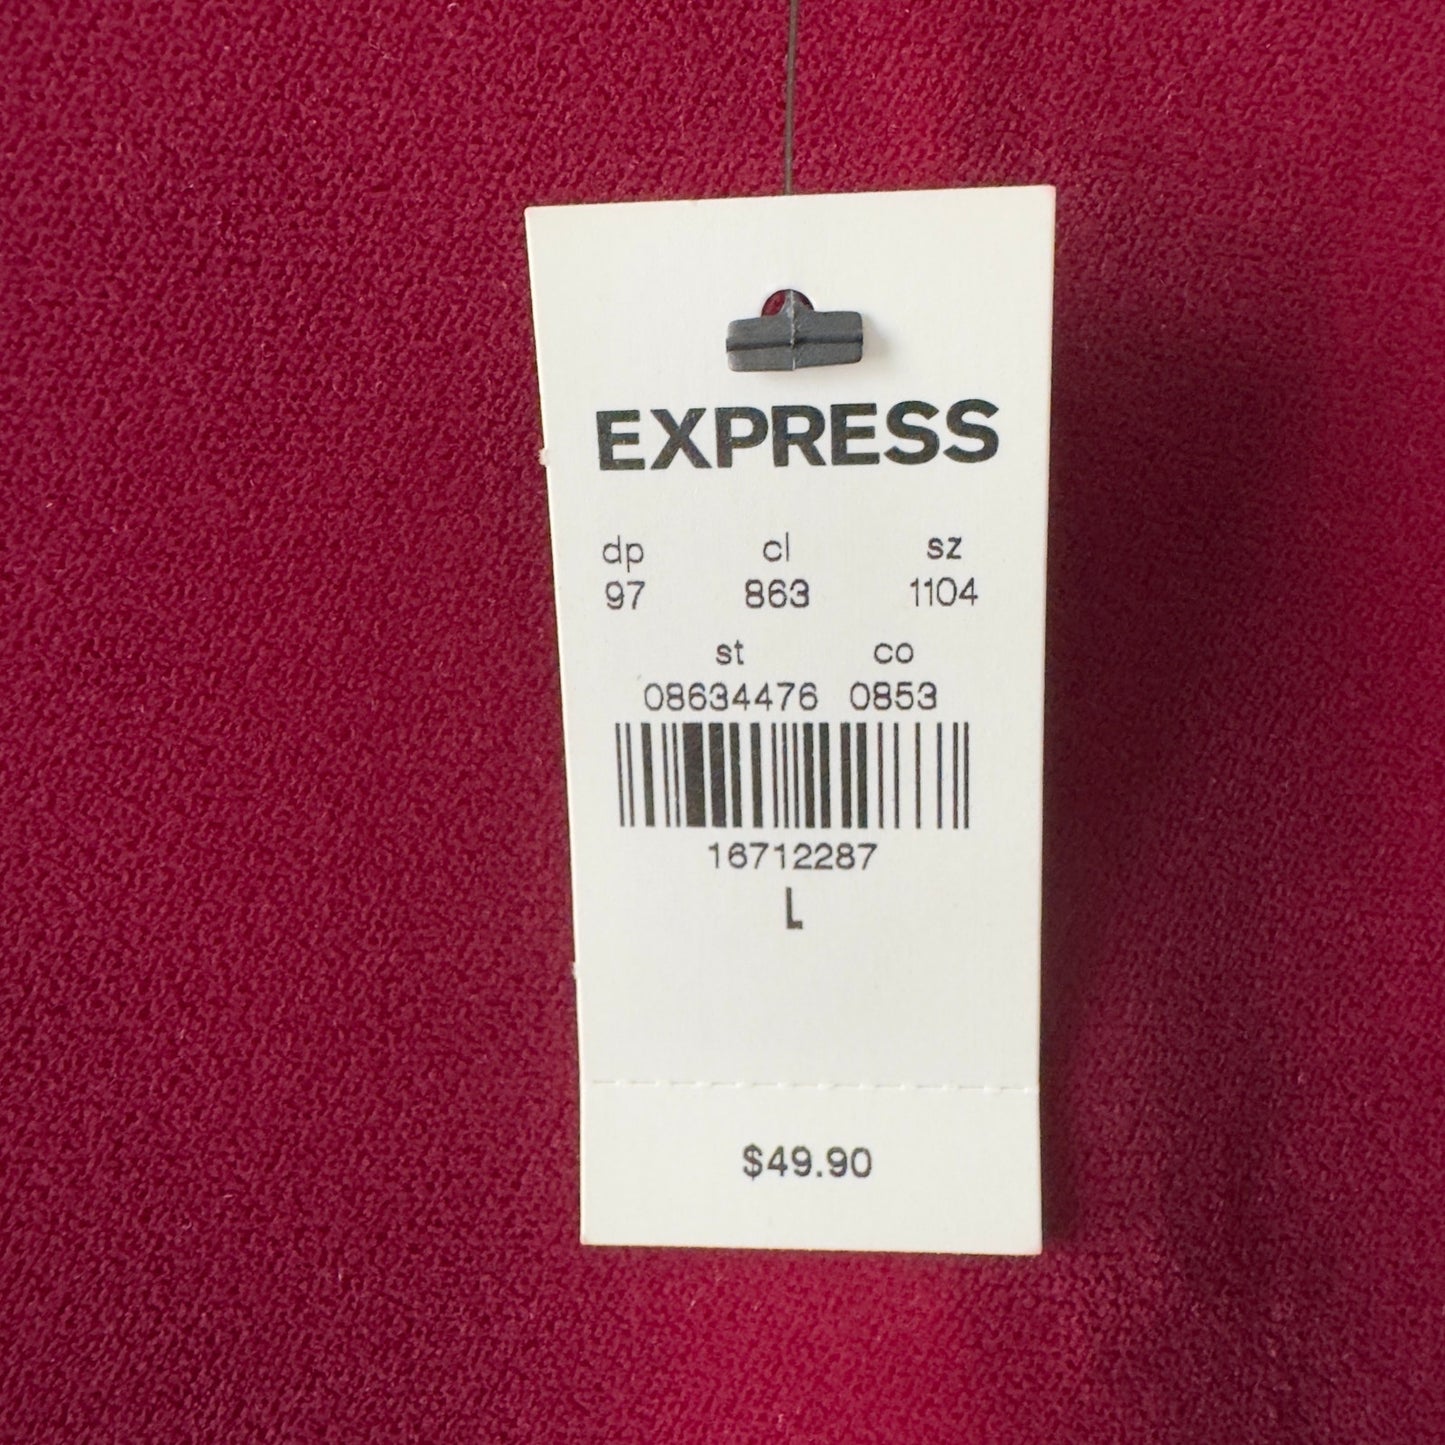 EXPRESS
dp cl sz
97 863 1104
st co
08634476 0853
16712287
L
$49.90